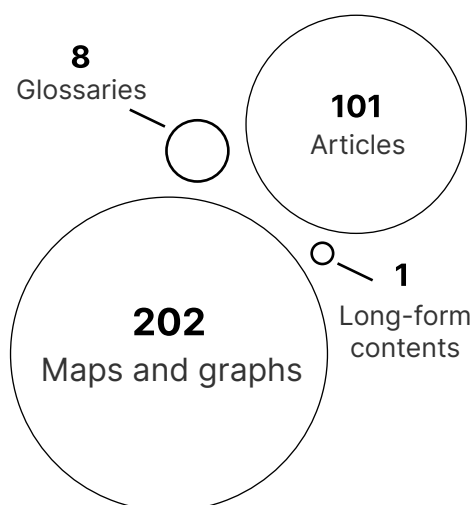 8
Glossaries
101
Articles
1
Long-form
contents
202
Maps and graphs